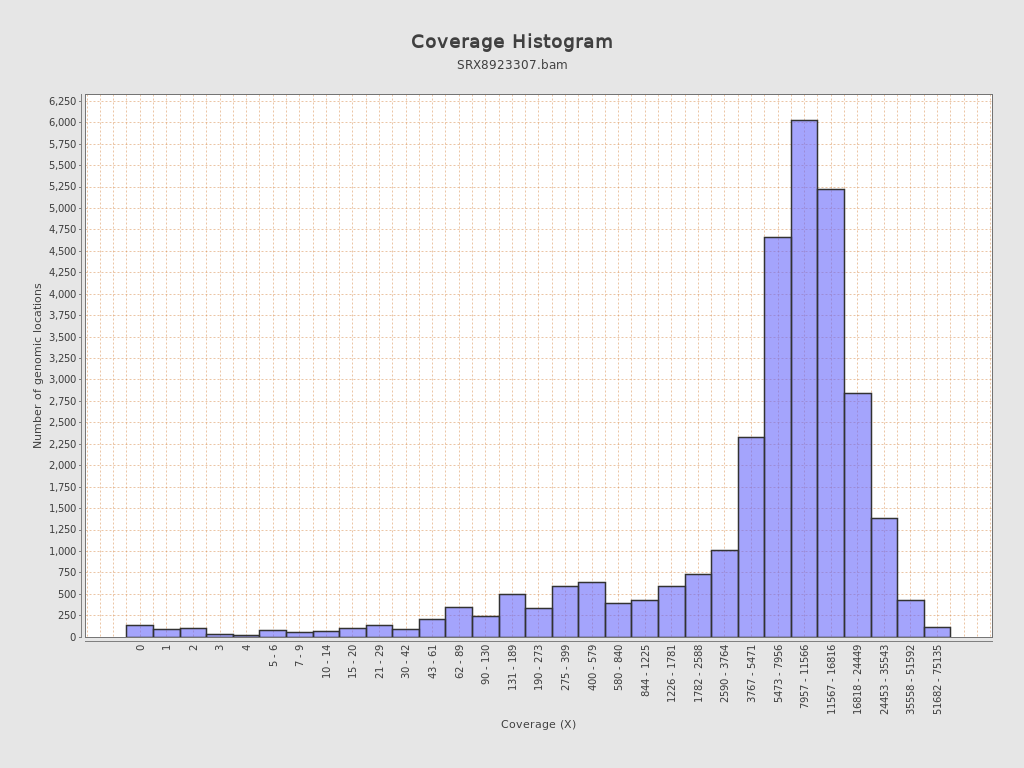 Coverage Histogram
SRX8923307.bam
6,250
6,000
5,750
5,500
5,250
5,000
4,750
4,500
4,250
4,000
3,750
3,500
3,250
3,000
2,750
2,500
2,250
2,000
1,750
1,500
1,250
1,000
750
500
250
0
Number of genomic locations
0
1
2
3
4
5 - 6
7 - 9
10 - 14
15 - 20
21 - 29
30 - 42
43 - 61
62 - 89
90 - 130
131 - 189
190 - 273
275 - 399
400 - 579
580 - 840
844 - 1225
1226 - 1781
1782 - 2588
2590 - 3764
3767 - 5471
5473 - 7956
7957 - 11566
11567 - 16816
16818 - 24449
24453 - 35543
35558 - 51592
51682 - 75135
Coverage (X)